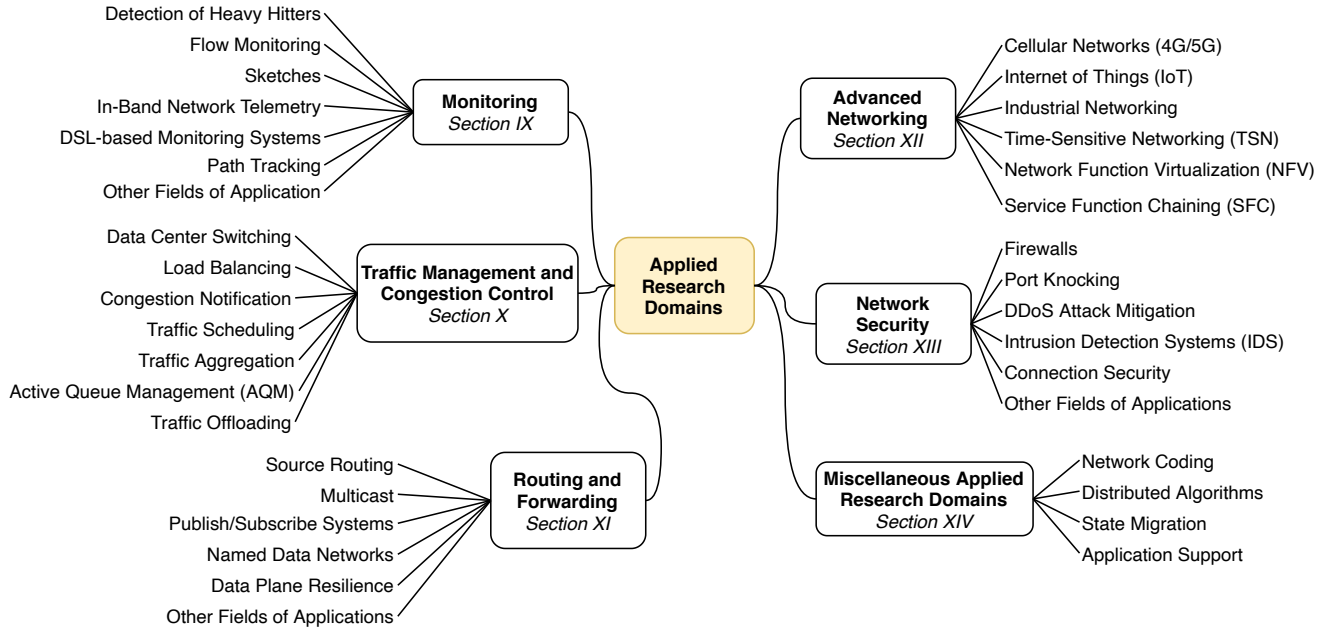 Detection of Heavy Hitters
Flow Monitoring
Sketches
In-Band Network Telemetry
DSL-based Monitoring Systems
Path Tracking
Other Fields of Application
Monitoring
Section IX
Data Center Switching
Load Balancing
Congestion Notification
Traffic Scheduling
Traffic Aggregation
Active Queue Management (AQM)
Traffic Offloading
Traffic Management and
Congestion Control
Section X
Source Routing
Multicast
Publish/Subscribe Systems
Named Data Networks
Data Plane Resilience
Other Fields of Applications
Routing and
Forwarding
Section XI
Applied
Research
Domains
Advanced
Networking
Section XII
Cellular Networks (4G/5G)
Internet of Things (IoT)
Industrial Networking
Time-Sensitive Networking (TSN)
Network Function Virtualization (NFV)
Service Function Chaining (SFC)
Network
Security
Section XIII
Firewalls
Port Knocking
DDoS Attack Mitigation
Intrusion Detection Systems (IDS)
Connection Security
Other Fields of Applications
Miscellaneous Applied
Research Domains
Section XIV
Network Coding
Distributed Algorithms
State Migration
Application Support